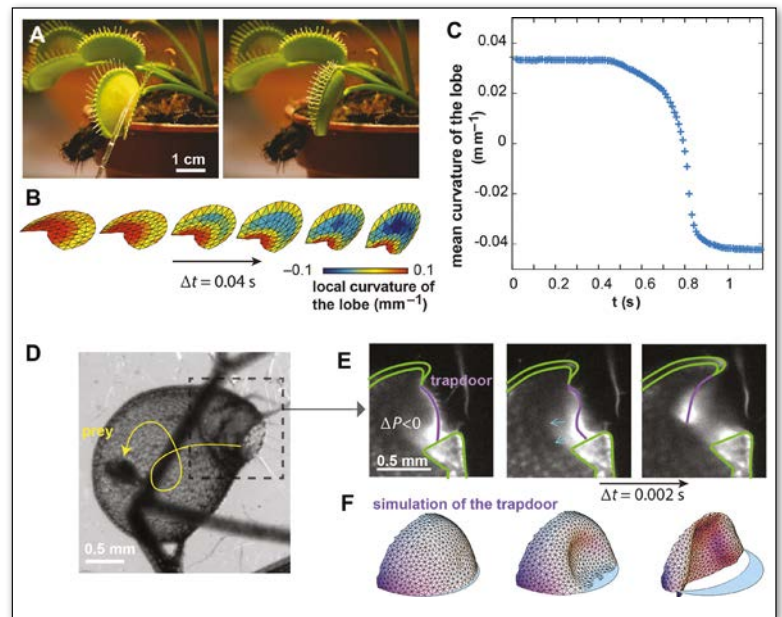 A
1 cm
B
Δt = 0.04 s
−0.1
0.1
local curvature of
the lobe (mm⁻¹)
C
mean curvature of the lobe
(mm⁻¹)
0.04
0.02
0
-0.02
-0.04
0
0.2
0.4
0.6
0.8
1
t (s)
D
prey
0.5 mm
E
trapdoor
ΔP<0
0.5 mm
Δt = 0.002 s
F
simulation of the trapdoor